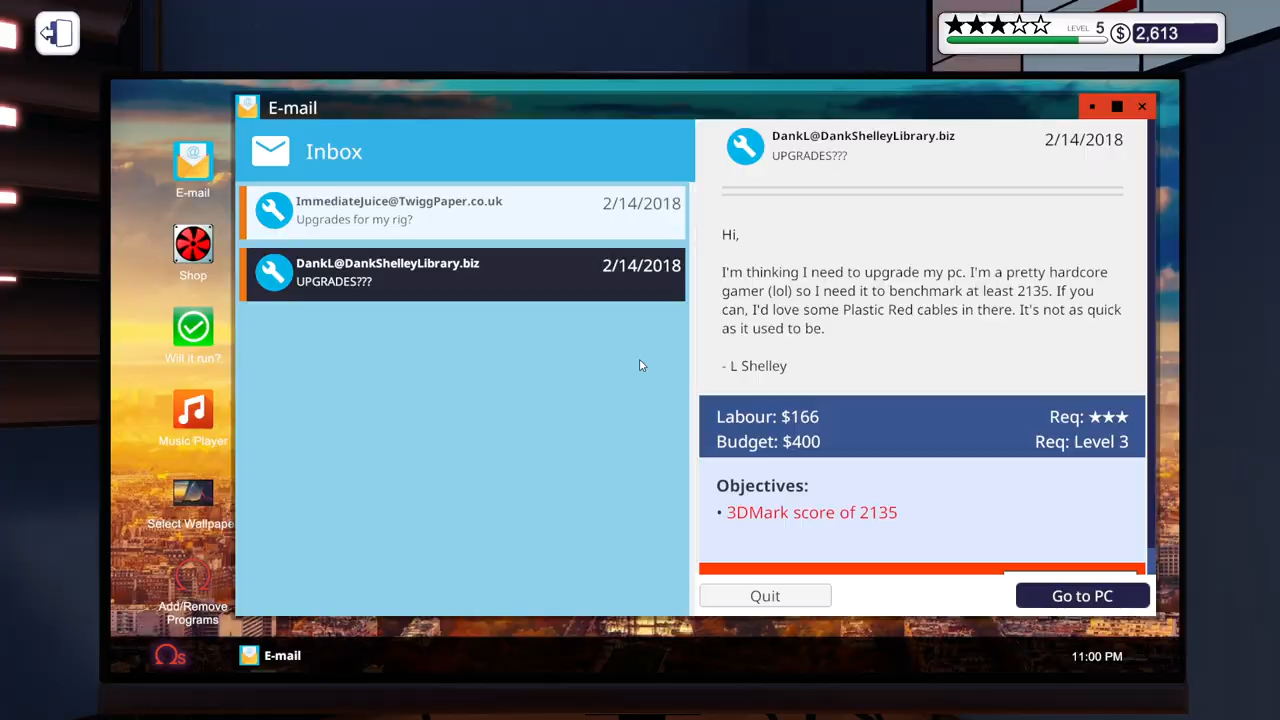 LEVEL 5
$ 2,613
E-mail
Inbox
DankL@DankShelleyLibrary.biz
2/14/2018
UPGRADES???
ImmediateJuice@TwiggPaper.co.uk
2/14/2018
Upgrades for my rig?
DankL@DankShelleyLibrary.biz
2/14/2018
UPGRADES???
Hi,
I'm thinking I need to upgrade my pc. I'm a pretty hardcore
gamer (lol) so I need it to benchmark at least 2135. If you
can, I'd love some Plastic Red cables in there. It's not as quick
as it used to be.
- L Shelley
Labour: $166
Req: ★★★
Budget: $400
Req: Level 3
Objectives:
• 3DMark score of 2135
Quit
Go to PC
E-mail
Shop
Will it run?
Music Player
Select Wallpape
Add/Remove
Programs
Ωs
E-mail
11:00 PM